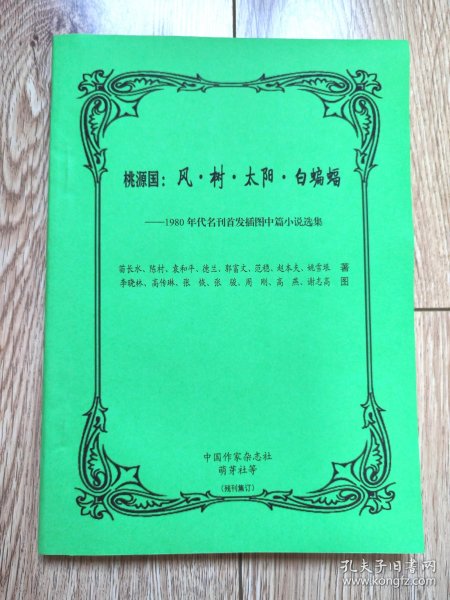 桃源国：风·树·太阳·白蝙蝠
——1980年代名刊首发插图中篇小说选集
苗长水、陈村、袁和平、德兰、郭富文、范稳、赵本夫、姚雪垠 著
李晓林、高传琳、张恢、张骏、周刚、高燕、谢志高 图
中国作家杂志社
萌芽社等
（残刊集订）
孔夫子旧书网
www.kongfz.com